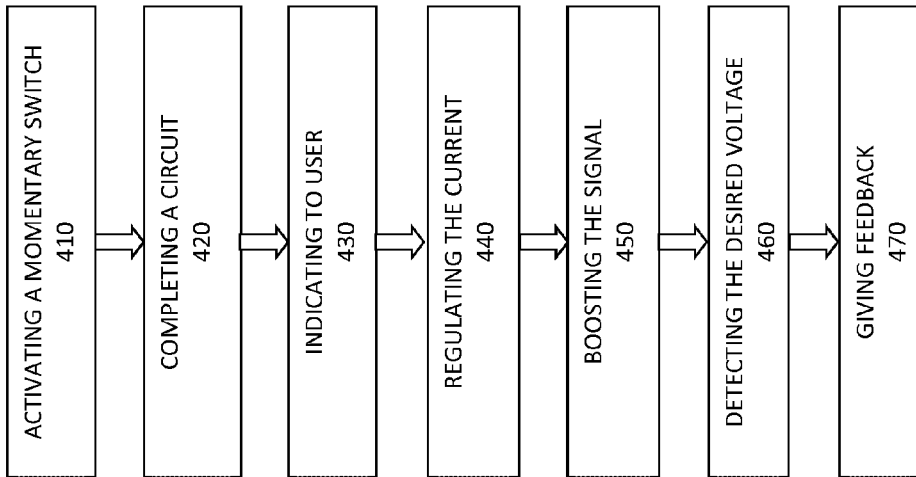 ACTIVATING A MOMENTARY SWITCH
410
COMPLETING A CIRCUIT
420
INDICATING TO USER
430
REGULATING THE CURRENT
440
BOOSTING THE SIGNAL
450
DETECTING THE DESIRED VOLTAGE
460
GIVING FEEDBACK
470